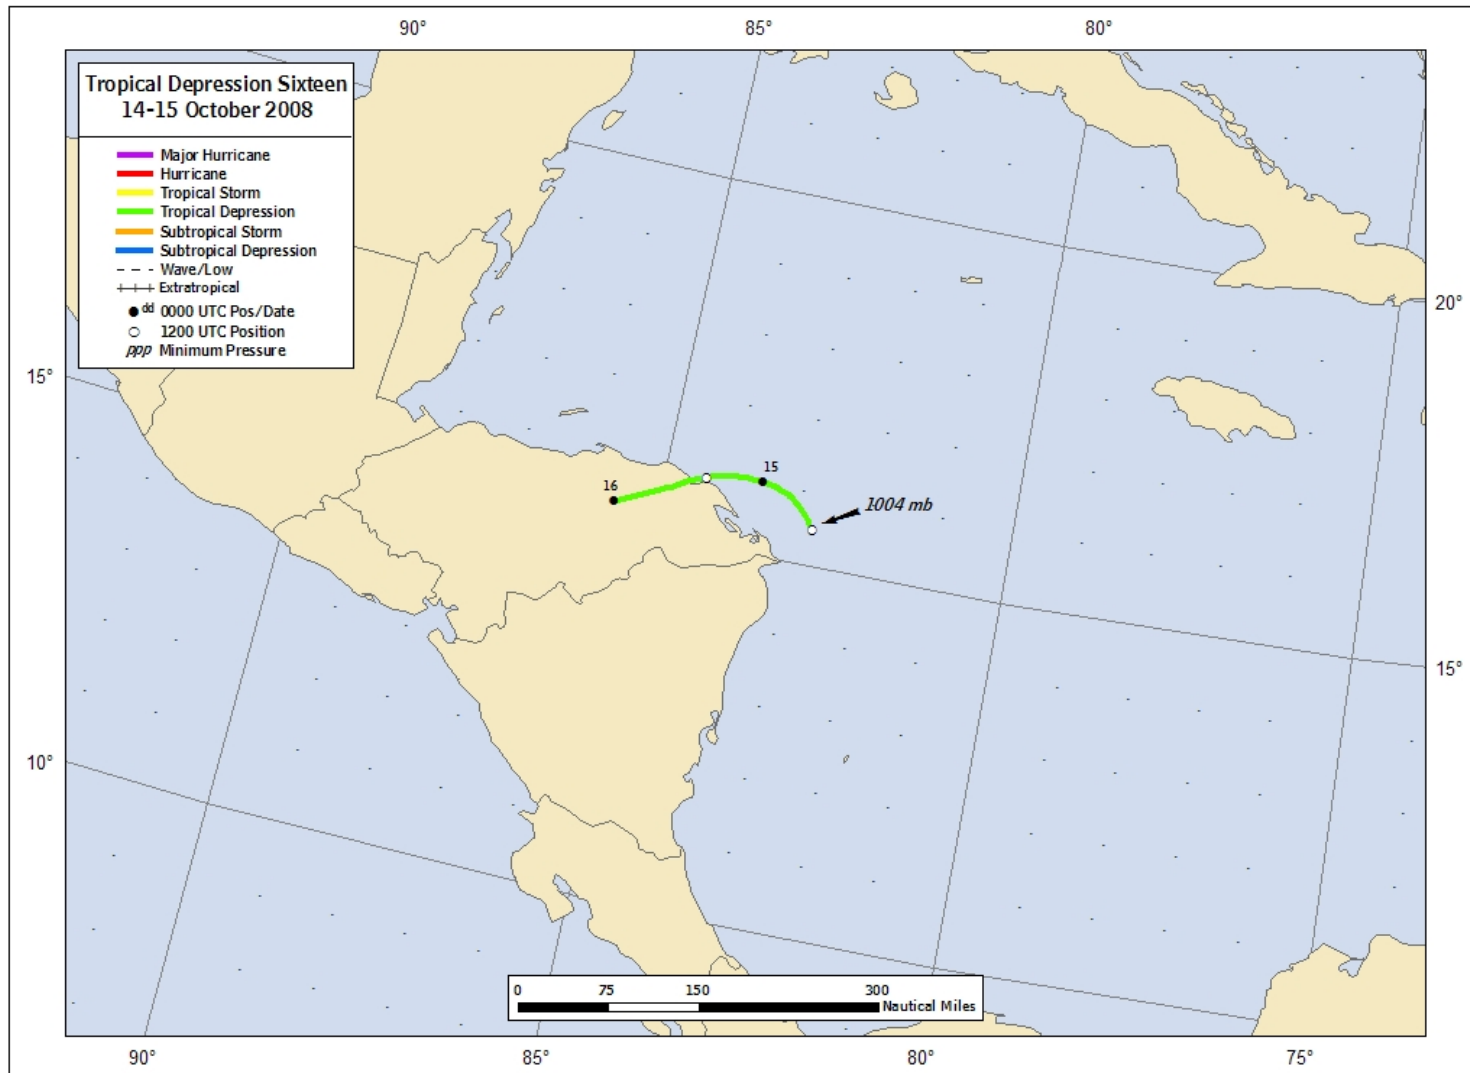 90° 85° 80°
Tropical Depression Sixteen
14-15 October 2008
Major Hurricane
Hurricane
Tropical Storm
Tropical Depression
Subtropical Storm
Subtropical Depression
Wave/Low
Extratropical
dd 0000 UTC Pos/Date
1200 UTC Position
ppp Minimum Pressure
20°
15°
15
16
1004 mb
15°
10°
0 75 150 300
Nautical Miles
90° 85° 80° 75°